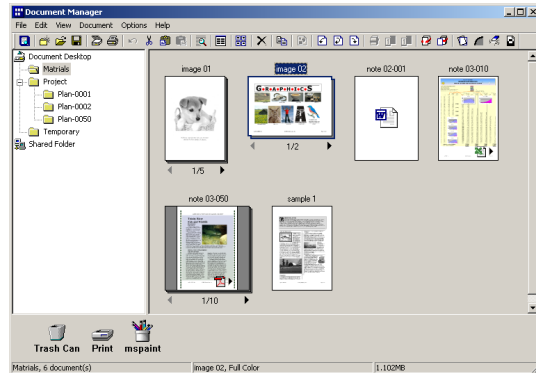 Document Manager
File Edit View Document Options Help
Document Desktop
Matrials
Project
Plan-0001
Plan-0002
Plan-0050
Temporary
Shared Folder
image 01
1/5
image 02
G•R•A•P•H•I•C•S
1/2
note 02-001
note 03-010
note 03-050
1/10
sample 1
Trash Can Print mspaint
Matrials, 6 document(s) image 02, Full Color 1.102MB